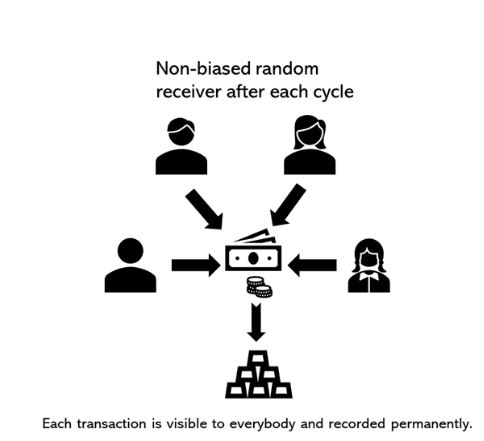 Non-biased random
receiver after each cycle
Each transaction is visible to everybody and recorded permanently.